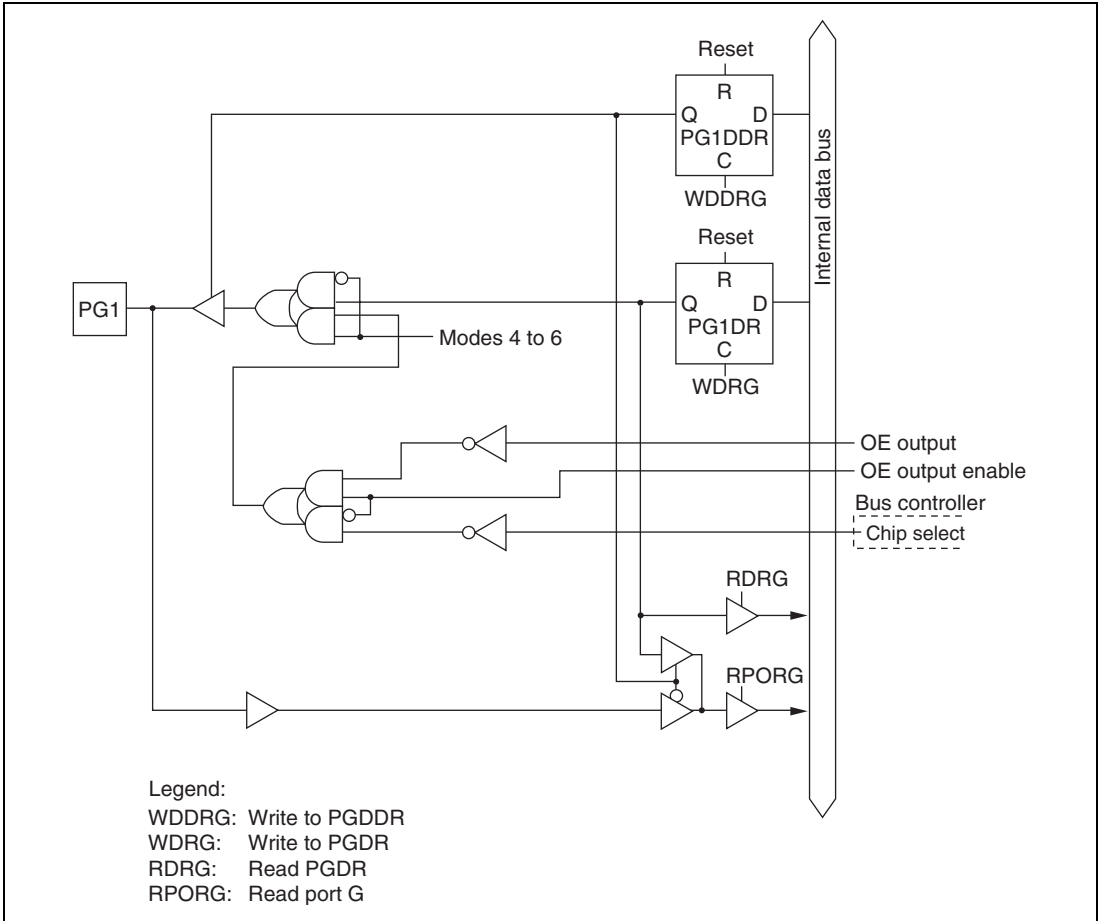 Reset
R
Q D
PG1DDR
C
WDDRG
Internal data bus
Reset
R
PG1
Q D
PG1DR
C
Modes 4 to 6
WDRG
OE output
OE output enable
Bus controller
Chip select
RDRG
RPORG
Legend:
WDDRG: Write to PGDDR
WDRG: Write to PGDR
RDRG: Read PGDR
RPORG: Read port G